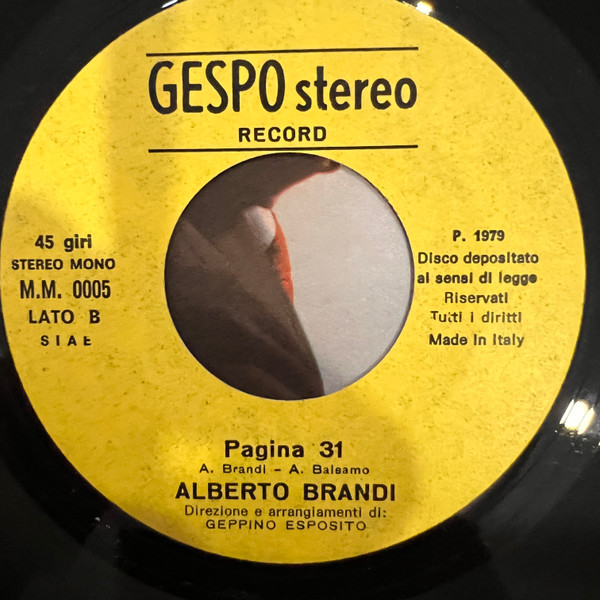 GESPO stereo
RECORD
45 giri
STEREO MONO
M.M. 0005
LATO B
SIAE
P. 1979
Disco depositato
ai sensi di legge
Riservati
Tutti i diritti
Made in Italy
Pagina 31
A. Brandi - A. Balsamo
ALBERTO BRANDI
Direzione e arrangiamenti di:
GEPPINO ESPOSITO